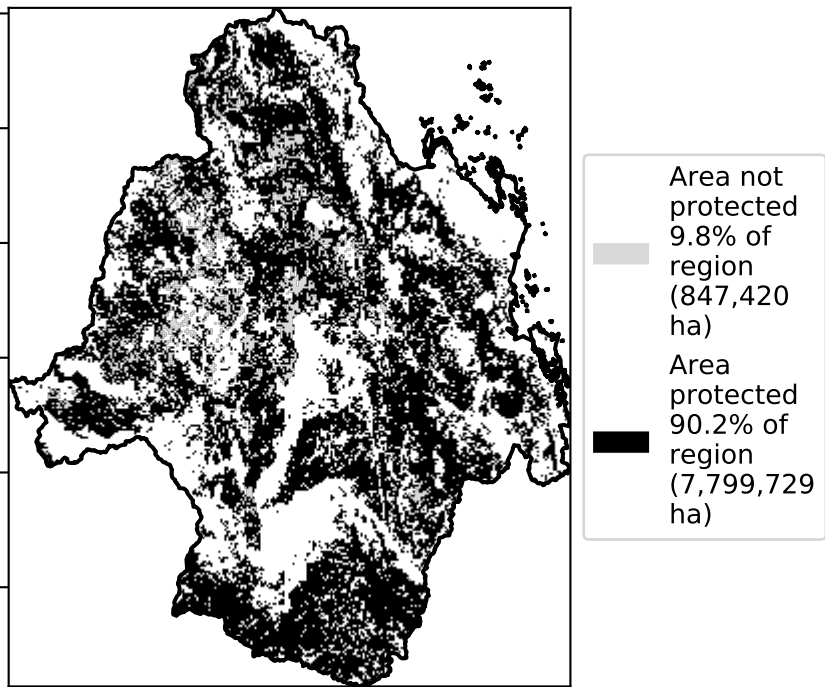 Area not
protected
9.8% of
region
(847,420
ha)
Area
protected
90.2% of
region
(7,799,729
ha)